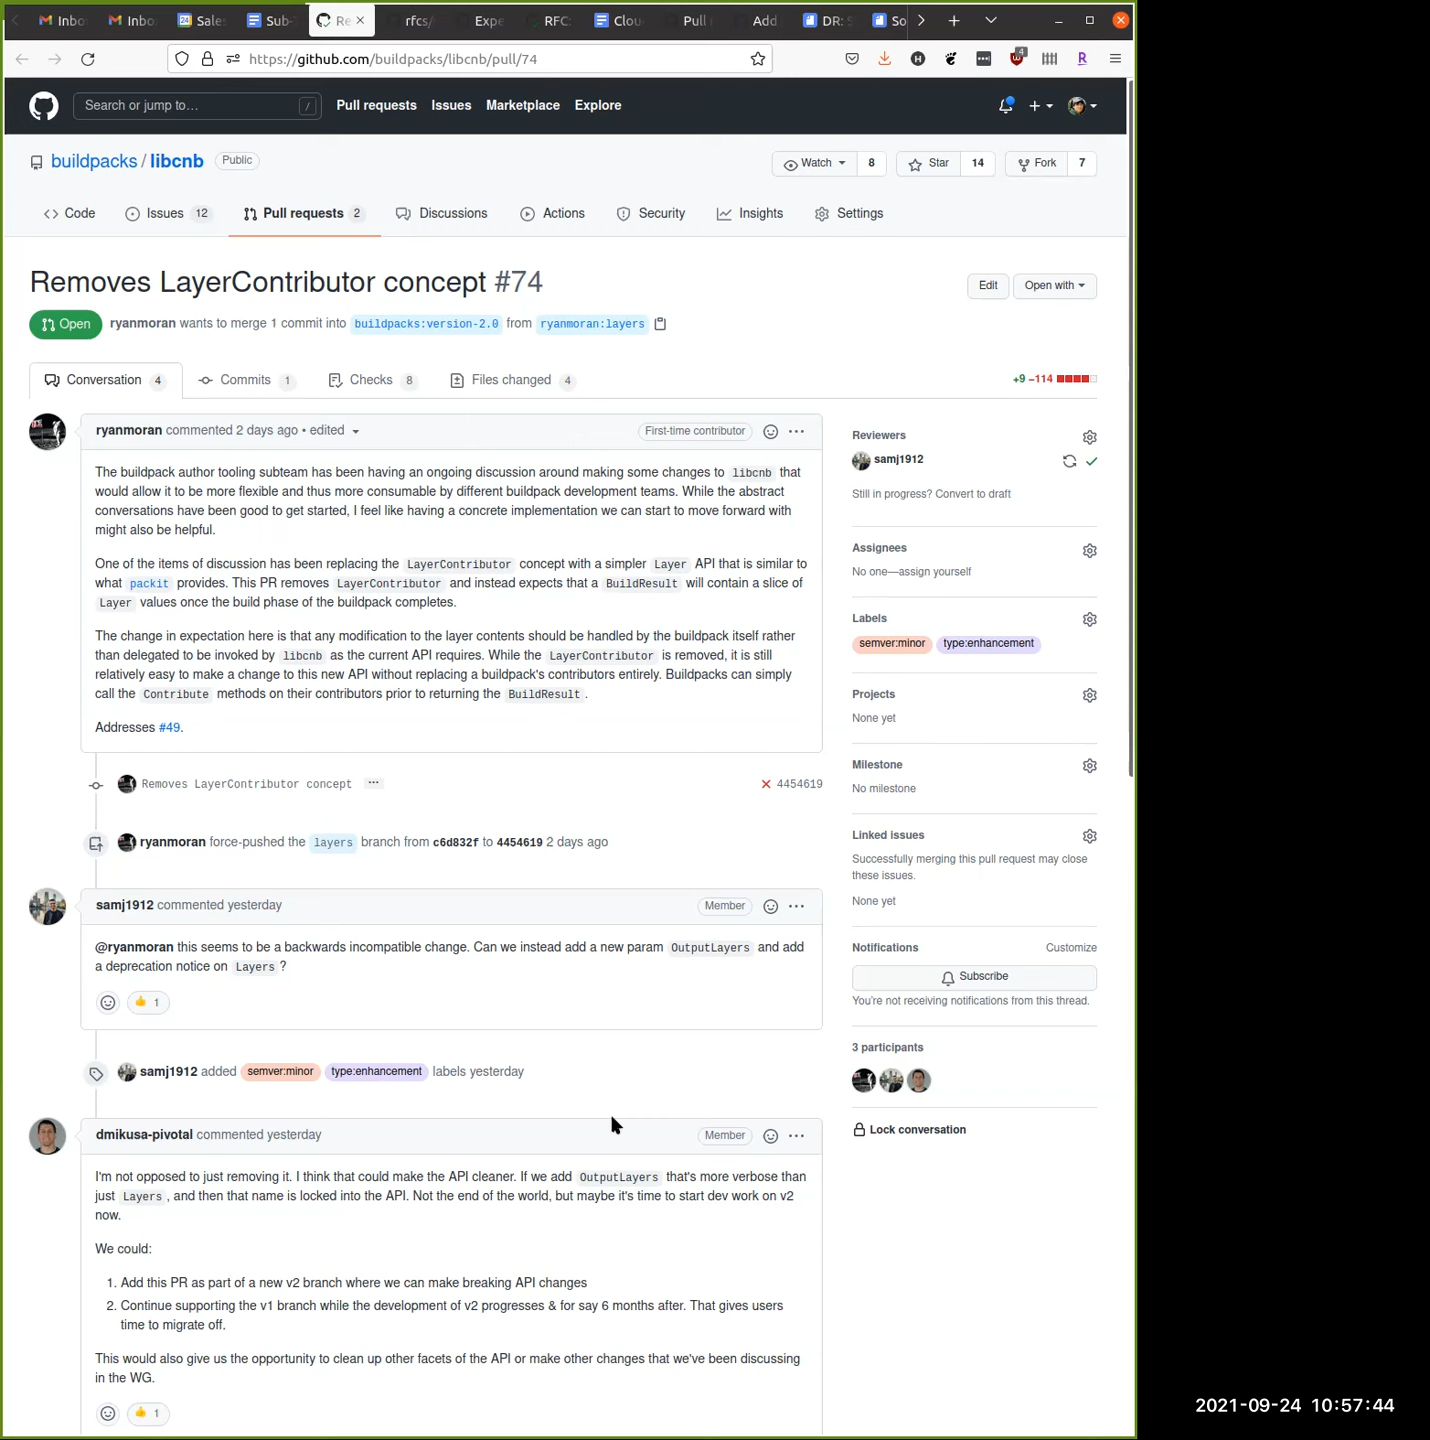 Inbo
Inbo
Sales
Sub-
Re
rfcs/
Expe
RFC:
Clou
Pull
Add
DR: S
So
https://github.com/buildpacks/libcnb/pull/74
4
Search or jump to… /
Pull requests Issues Marketplace Explore
buildpacks / libcnb Public
Watch 8 Star 14 Fork 7
Code Issues 12 Pull requests 2 Discussions Actions Security Insights Settings
Removes LayerContributor concept #74
Edit Open with
Open ryanmoran wants to merge 1 commit into buildpacks:version-2.0 from ryanmoran:layers
Conversation 4 Commits 1 Checks 8 Files changed 4
+9 −114
ryanmoran commented 2 days ago • edited First-time contributor
The buildpack author tooling subteam has been having an ongoing discussion around making some changes to libcnb that
would allow it to be more flexible and thus more consumable by different buildpack development teams. While the abstract
conversations have been good to get started, I feel like having a concrete implementation we can start to move forward with
might also be helpful.
One of the items of discussion has been replacing the LayerContributor concept with a simpler Layer API that is similar to
what packit provides. This PR removes LayerContributor and instead expects that a BuildResult will contain a slice of
Layer values once the build phase of the buildpack completes.
The change in expectation here is that any modification to the layer contents should be handled by the buildpack itself rather
than delegated to be invoked by libcnb as the current API requires. While the LayerContributor is removed, it is still
relatively easy to make a change to this new API without replacing a buildpack's contributors entirely. Buildpacks can simply
call the Contribute methods on their contributors prior to returning the BuildResult.
Addresses #49.
Removes LayerContributor concept … 4454619
ryanmoran force-pushed the layers branch from c6d832f to 4454619 2 days ago
samj1912 commented yesterday Member
@ryanmoran this seems to be a backwards incompatible change. Can we instead add a new param OutputLayers and add
a deprecation notice on Layers ?
1
samj1912 added semver:minor type:enhancement labels yesterday
dmikusa-pivotal commented yesterday Member
I'm not opposed to just removing it. I think that could make the API cleaner. If we add OutputLayers that's more verbose than
just Layers , and then that name is locked into the API. Not the end of the world, but maybe it's time to start dev work on v2
now.
We could:
1. Add this PR as part of a new v2 branch where we can make breaking API changes
2. Continue supporting the v1 branch while the development of v2 progresses & for say 6 months after. That gives users
time to migrate off.
This would also give us the opportunity to clean up other facets of the API or make other changes that we've been discussing
in the WG.
1
Reviewers
samj1912
Still in progress? Convert to draft
Assignees
No one—assign yourself
Labels
semver:minor type:enhancement
Projects
None yet
Milestone
No milestone
Linked issues
Successfully merging this pull request may close
these issues.
None yet
Notifications Customize
Subscribe
You're not receiving notifications from this thread.
3 participants
Lock conversation
2021-09-24 10:57:44